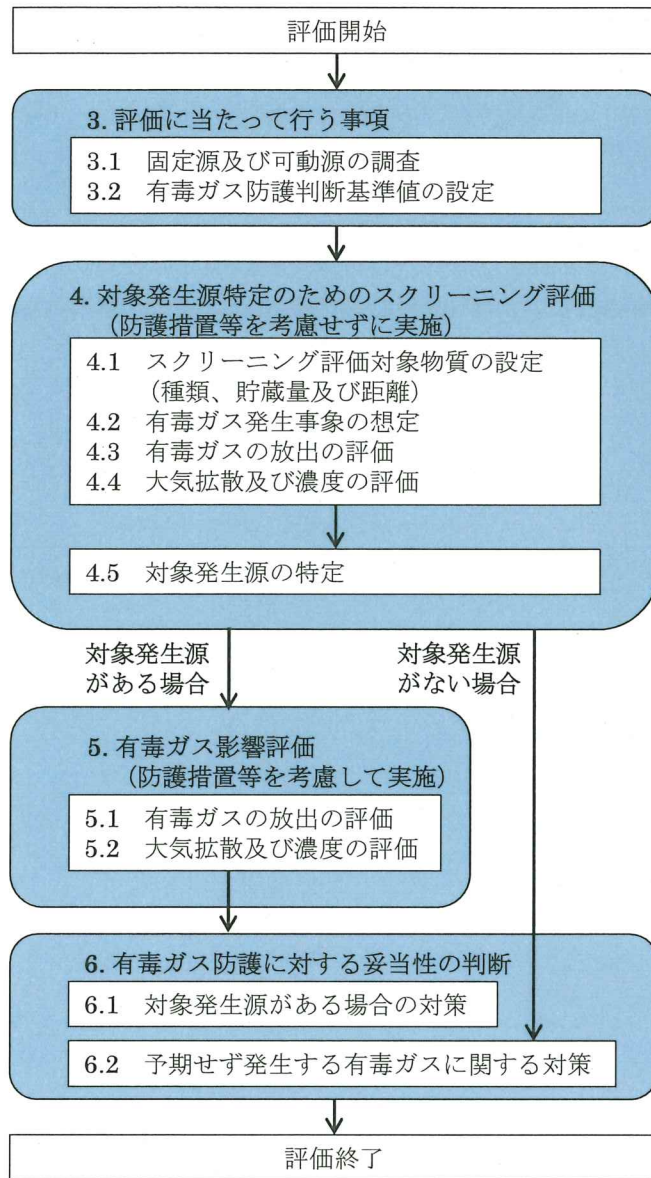 評価開始
3. 評価に当たって行う事項
3.1 固定源及び可動源の調査
3.2 有毒ガス防護判断基準値の設定
4. 対象発生源特定のためのスクリーニング評価
（防護措置等を考慮せずに実施）
4.1 スクリーニング評価対象物質の設定
（種類、貯蔵量及び距離）
4.2 有毒ガス発生事象の想定
4.3 有毒ガスの放出の評価
4.4 大気拡散及び濃度の評価
4.5 対象発生源の特定
対象発生源
がある場合
対象発生源
がない場合
5. 有毒ガス影響評価
（防護措置等を考慮して実施）
5.1 有毒ガスの放出の評価
5.2 大気拡散及び濃度の評価
6. 有毒ガス防護に対する妥当性の判断
6.1 対象発生源がある場合の対策
6.2 予期せず発生する有毒ガスに関する対策
評価終了